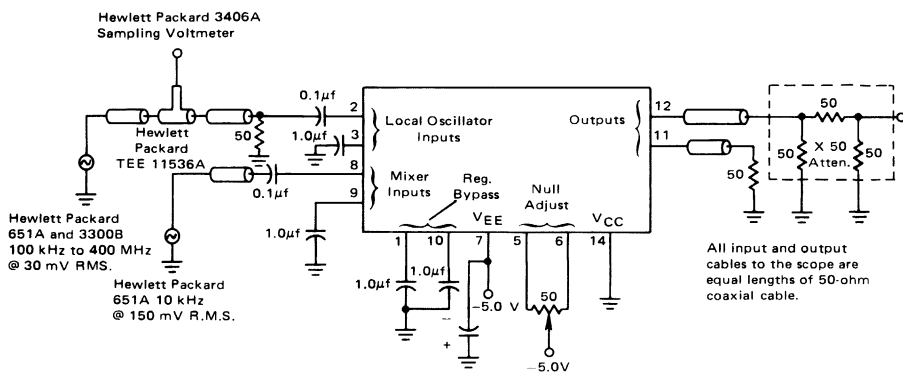 Hewlett Packard 3406A
Sampling Voltmeter
Hewlett
Packard
TEE 11536A
50
0.1µf
1.0µf
2
3
Local Oscillator
Inputs
8
9
Mixer
Inputs
0.1µf
1.0µf
Hewlett Packard
651A and 3300B
100 kHz to 400 MHz
@ 30 mV RMS.
Hewlett Packard
651A 10 kHz
@ 150 mV R.M.S.
Reg.
Bypass
1
10
1.0µf
1.0µf
VEE
7
−
+
−5.0 V
Null
Adjust
5
6
50
−5.0V
VCC
14
Outputs
12
11
50
50
50
X 50
Atten.
50
All input and output
cables to the scope are
equal lengths of 50-ohm
coaxial cable.